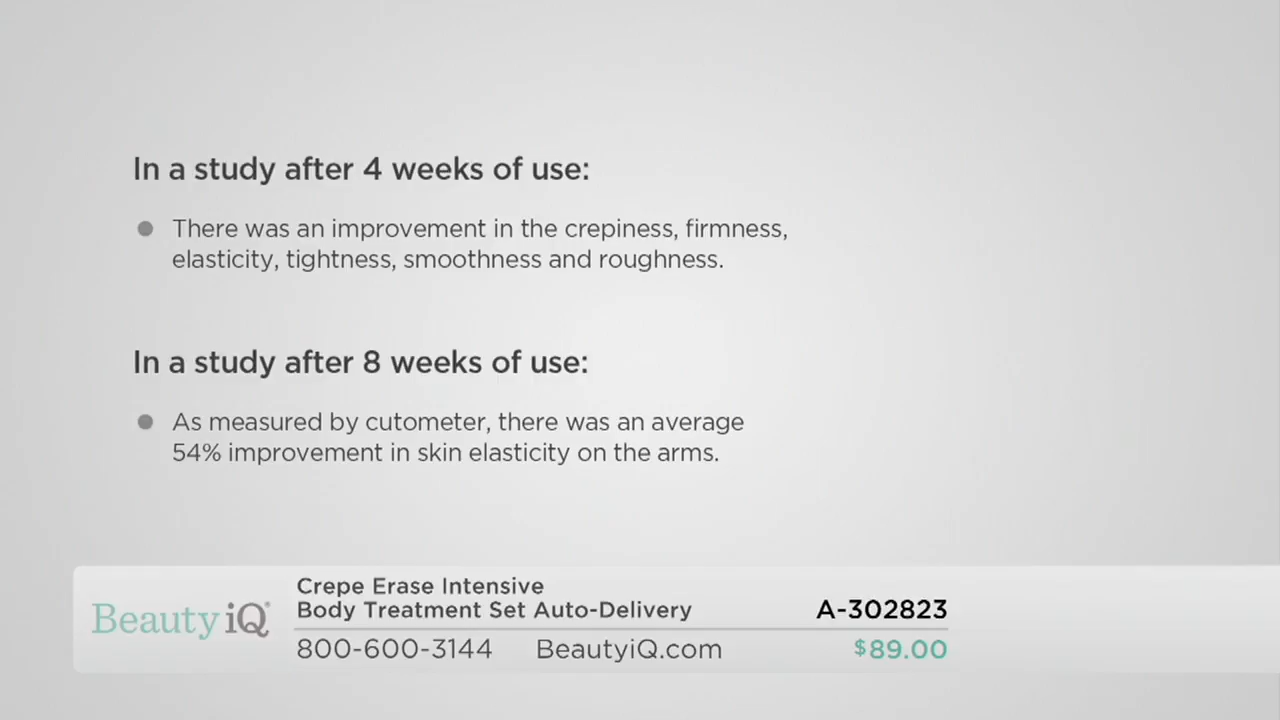 In a study after 4 weeks of use:
There was an improvement in the crepiness, firmness,
elasticity, tightness, smoothness and roughness.
In a study after 8 weeks of use:
As measured by cutometer, there was an average
54% improvement in skin elasticity on the arms.
Beauty iQ®
Crepe Erase Intensive
Body Treatment Set Auto-Delivery A-302823
800-600-3144 BeautyiQ.com $89.00